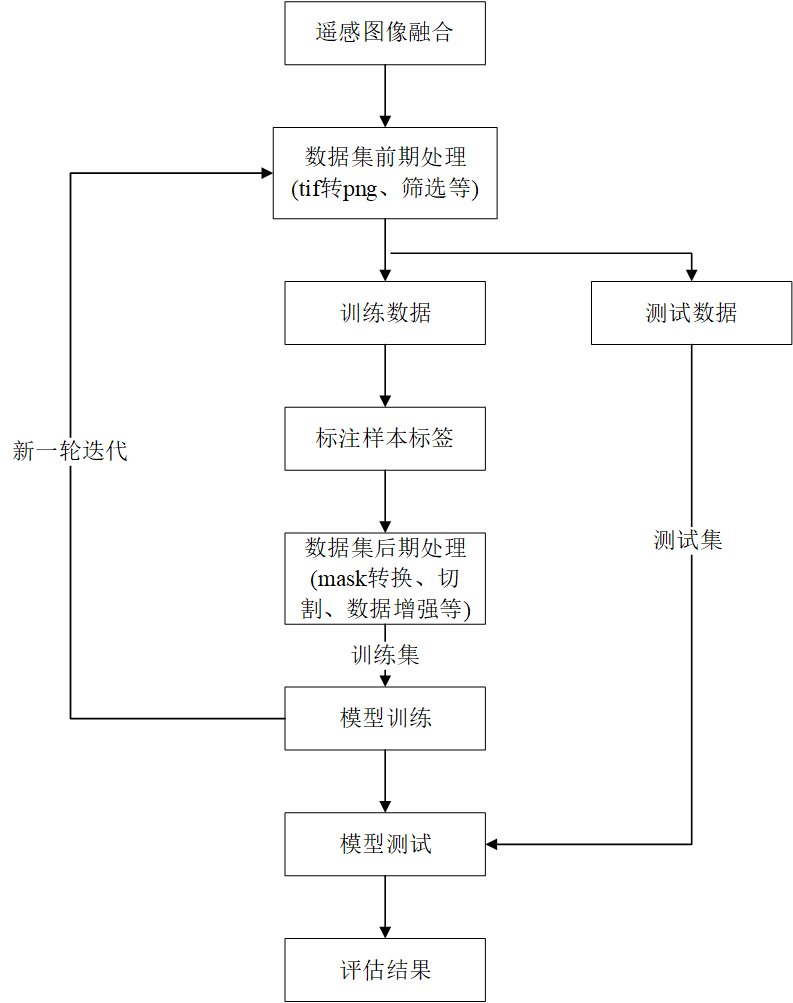 遥感图像融合
数据集前期处理
(tif转png、筛选等)
训练数据
测试数据
标注样本标签
新一轮迭代
数据集后期处理
(mask转换、切
割、数据增强等)
测试集
训练集
模型训练
模型测试
评估结果